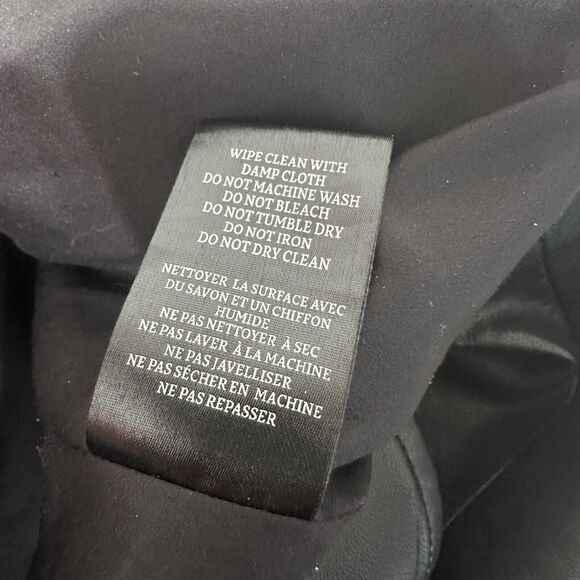 WIPE CLEAN WITH
DAMP CLOTH
DO NOT MACHINE WASH
DO NOT BLEACH
DO NOT TUMBLE DRY
DO NOT IRON
DO NOT DRY CLEAN
NETTOYER LA SURFACE AVEC
DU SAVON ET UN CHIFFON
HUMIDE
NE PAS NETTOYER À SEC
NE PAS LAVER À LA MACHINE
NE PAS JAVELLISER
NE PAS SÉCHER EN MACHINE
NE PAS REPASSER